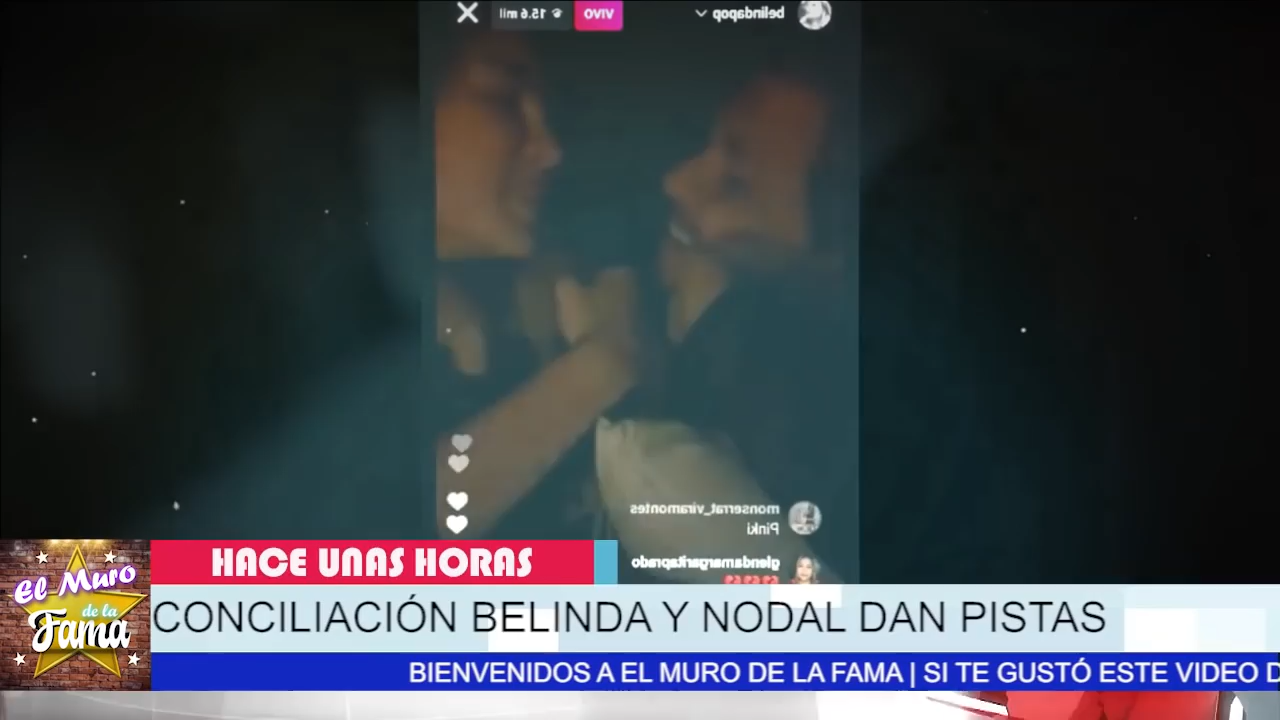 belindapop
VIVO
15.6 mil
monserrat_viramontes
Pinki
glendamargaritaprado
HACE UNAS HORAS
El Muro
de la
Fama
CONCILIACIÓN BELINDA Y NODAL DAN PISTAS
BIENVENIDOS A EL MURO DE LA FAMA | SI TE GUSTÓ ESTE VIDEO D